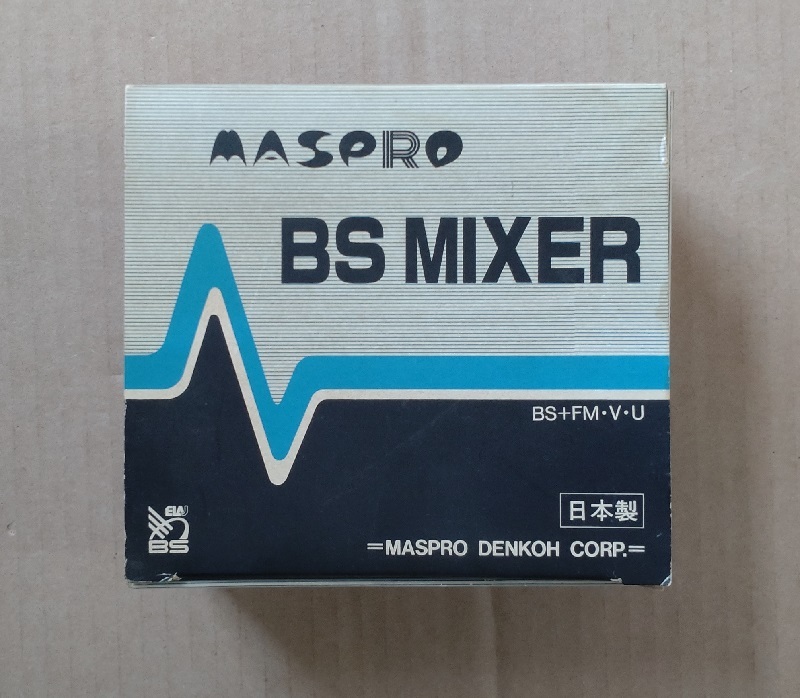 MASPRO
BS MIXER
BS+FM・V・U
日本製
EIAJ
BS
=MASPRO DENKOH CORP.=